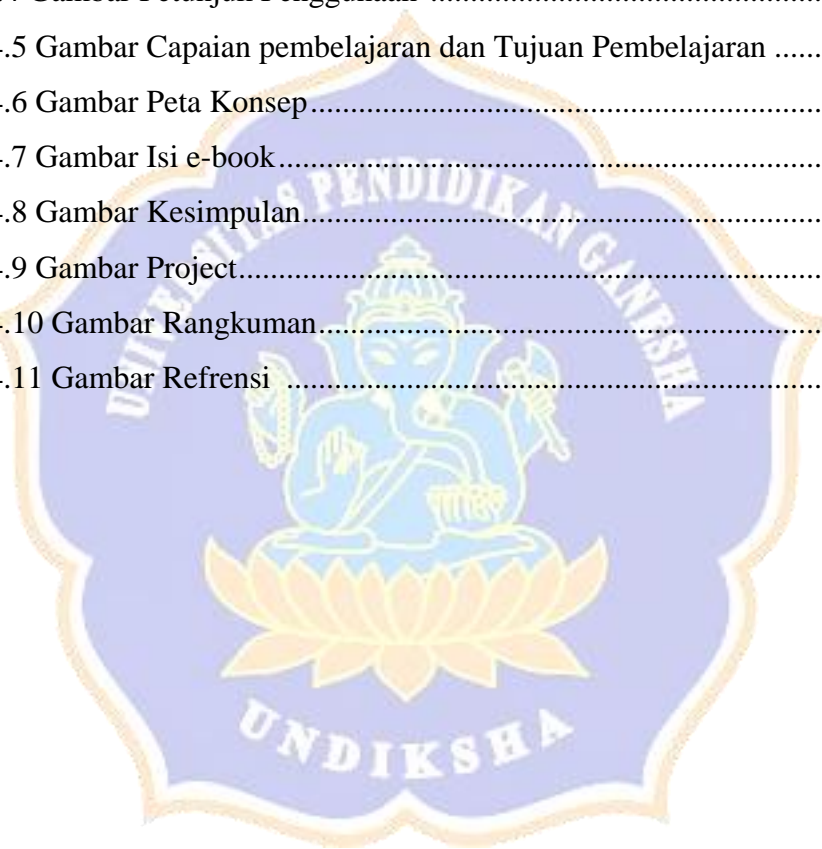 Penggunaan
.5 Gambar Capaian pembelajaran dan Tujuan Pembelajaran ......
.6 Gambar Peta Konsep..................................................................
.7 Gambar Isi e-book.......................................................................
.8 Gambar Kesimpulan...................................................................
.9 Gambar Project............................................................................
.10 Gambar Rangkuman.................................................................
.11 Gambar Refrensi ......................................................................
UNIVERSITAS PENDIDIKAN GANESHA
UNDIKSHA